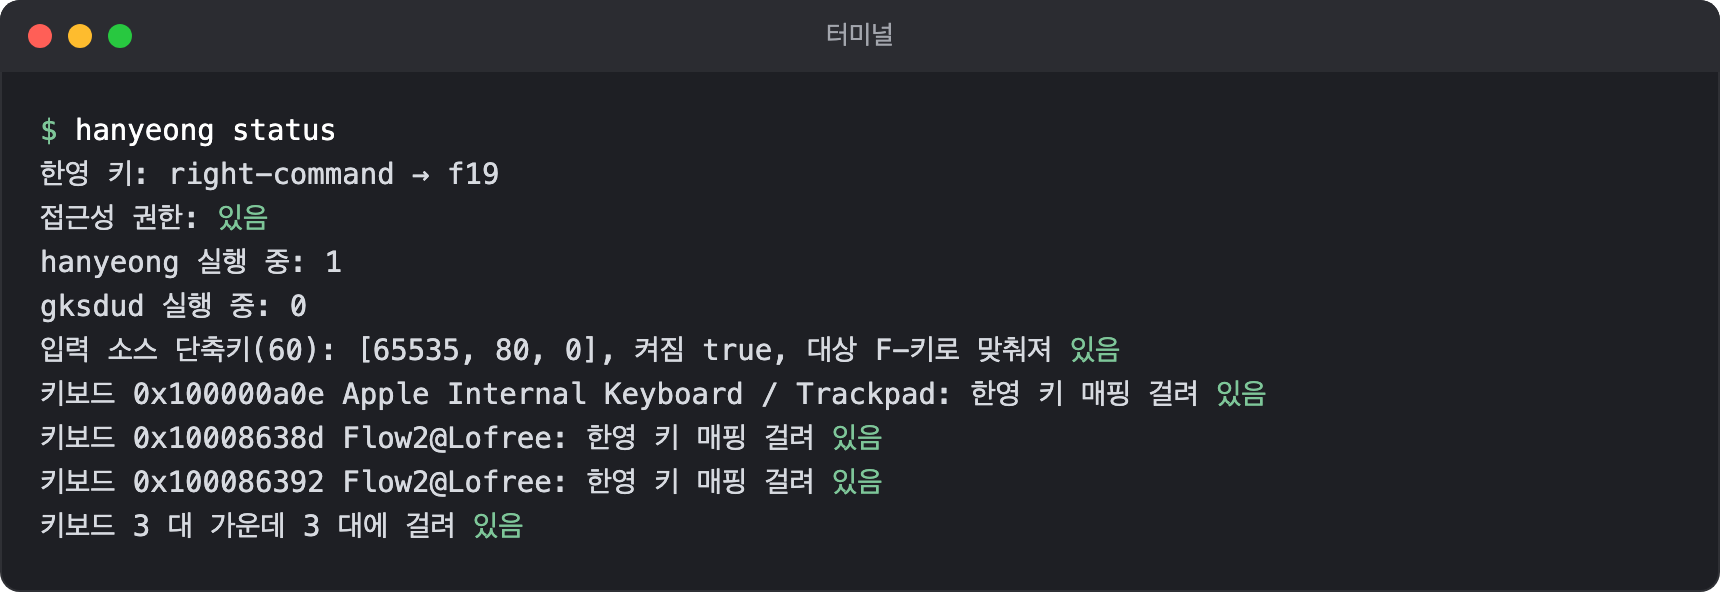 터미널
$ hanyeong status
한영 키: right-command → f19
접근성 권한: 있음
hanyeong 실행 중: 1
gksdud 실행 중: 0
입력 소스 단축키(60): [65535, 80, 0], 켜짐 true, 대상 F-키로 맞춰져 있음
키보드 0x100000a0e Apple Internal Keyboard / Trackpad: 한영 키 매핑 걸려 있음
키보드 0x10008638d Flow2@Lofree: 한영 키 매핑 걸려 있음
키보드 0x100086392 Flow2@Lofree: 한영 키 매핑 걸려 있음
키보드 3 대 가운데 3 대에 걸려 있음